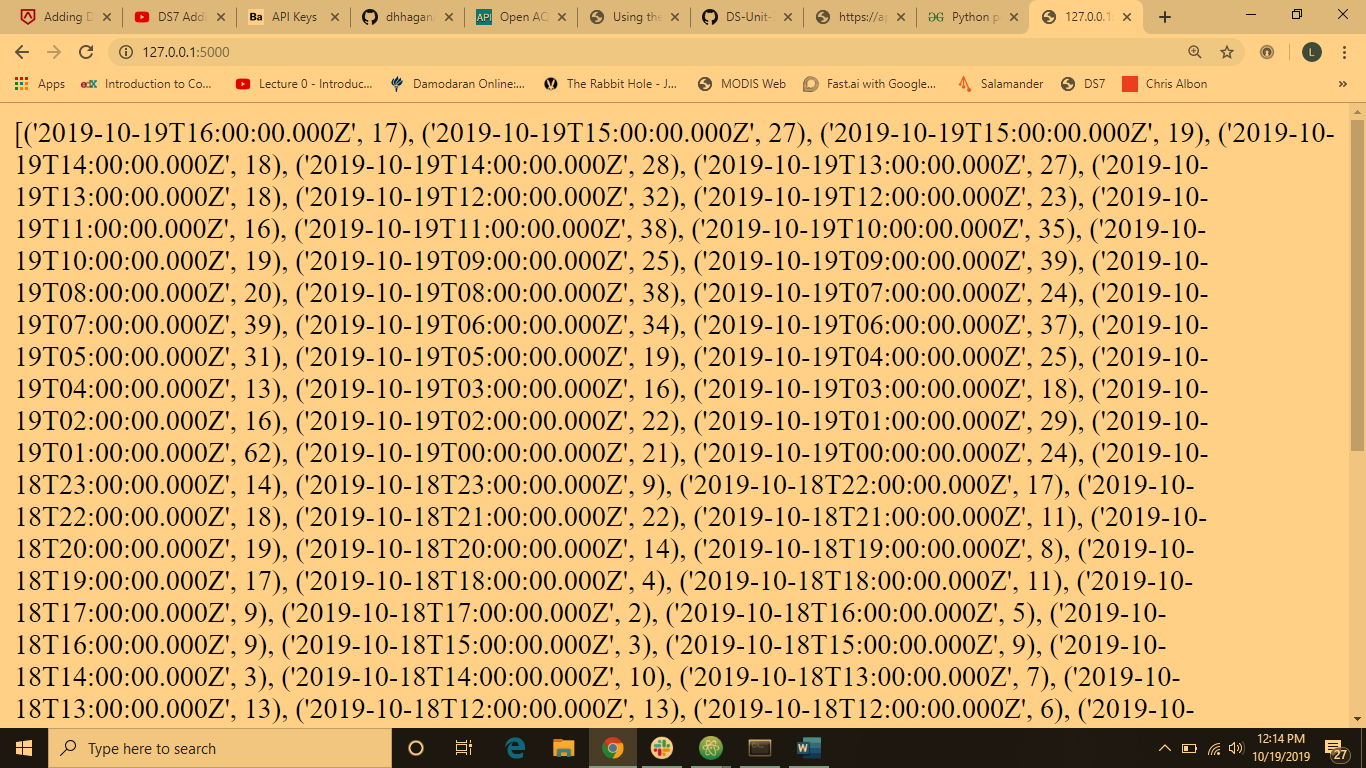 Adding D
DS7 Add
Ba API Keys
dhhagan
API Open AQ
Using the
DS-Unit-
https://a
Python p
127.0.0.1:
127.0.0.1:5000
L
Apps edX Introduction to Co... Lecture 0 - Introduc... Damodaran Online:... The Rabbit Hole - J... MODIS Web Fast.ai with Google... Salamander DS7 Chris Albon »
[('2019-10-19T16:00:00.000Z', 17), ('2019-10-19T15:00:00.000Z', 27), ('2019-10-19T15:00:00.000Z', 19), ('2019-10-
19T14:00:00.000Z', 18), ('2019-10-19T14:00:00.000Z', 28), ('2019-10-19T13:00:00.000Z', 27), ('2019-10-
19T13:00:00.000Z', 18), ('2019-10-19T12:00:00.000Z', 32), ('2019-10-19T12:00:00.000Z', 23), ('2019-10-
19T11:00:00.000Z', 16), ('2019-10-19T11:00:00.000Z', 38), ('2019-10-19T10:00:00.000Z', 35), ('2019-10-
19T10:00:00.000Z', 19), ('2019-10-19T09:00:00.000Z', 25), ('2019-10-19T09:00:00.000Z', 39), ('2019-10-
19T08:00:00.000Z', 20), ('2019-10-19T08:00:00.000Z', 38), ('2019-10-19T07:00:00.000Z', 24), ('2019-10-
19T07:00:00.000Z', 39), ('2019-10-19T06:00:00.000Z', 34), ('2019-10-19T06:00:00.000Z', 37), ('2019-10-
19T05:00:00.000Z', 31), ('2019-10-19T05:00:00.000Z', 19), ('2019-10-19T04:00:00.000Z', 25), ('2019-10-
19T04:00:00.000Z', 13), ('2019-10-19T03:00:00.000Z', 16), ('2019-10-19T03:00:00.000Z', 18), ('2019-10-
19T02:00:00.000Z', 16), ('2019-10-19T02:00:00.000Z', 22), ('2019-10-19T01:00:00.000Z', 29), ('2019-10-
19T01:00:00.000Z', 62), ('2019-10-19T00:00:00.000Z', 21), ('2019-10-19T00:00:00.000Z', 24), ('2019-10-
18T23:00:00.000Z', 14), ('2019-10-18T23:00:00.000Z', 9), ('2019-10-18T22:00:00.000Z', 17), ('2019-10-
18T22:00:00.000Z', 18), ('2019-10-18T21:00:00.000Z', 22), ('2019-10-18T21:00:00.000Z', 11), ('2019-10-
18T20:00:00.000Z', 19), ('2019-10-18T20:00:00.000Z', 14), ('2019-10-18T19:00:00.000Z', 8), ('2019-10-
18T19:00:00.000Z', 17), ('2019-10-18T18:00:00.000Z', 4), ('2019-10-18T18:00:00.000Z', 11), ('2019-10-
18T17:00:00.000Z', 9), ('2019-10-18T17:00:00.000Z', 2), ('2019-10-18T16:00:00.000Z', 5), ('2019-10-
18T16:00:00.000Z', 9), ('2019-10-18T15:00:00.000Z', 3), ('2019-10-18T15:00:00.000Z', 9), ('2019-10-
18T14:00:00.000Z', 3), ('2019-10-18T14:00:00.000Z', 10), ('2019-10-18T13:00:00.000Z', 7), ('2019-10-
18T13:00:00.000Z', 13), ('2019-10-18T12:00:00.000Z', 13), ('2019-10-18T12:00:00.000Z', 6), ('2019-10-
Type here to search
12:14 PM
10/19/2019
27